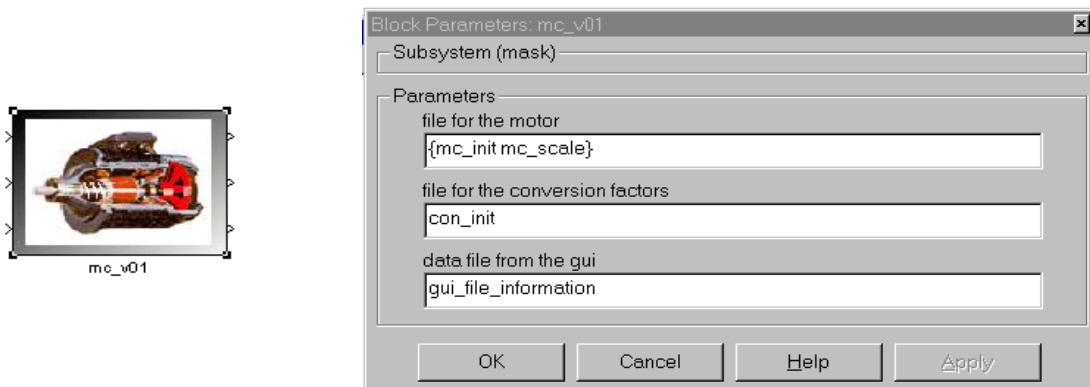 mc_v01
Block Parameters: mc_v01
Subsystem (mask)
Parameters
file for the motor
{mc_init mc_scale}
file for the conversion factors
con_init
data file from the gui
gui_file_information
OK Cancel Help Apply